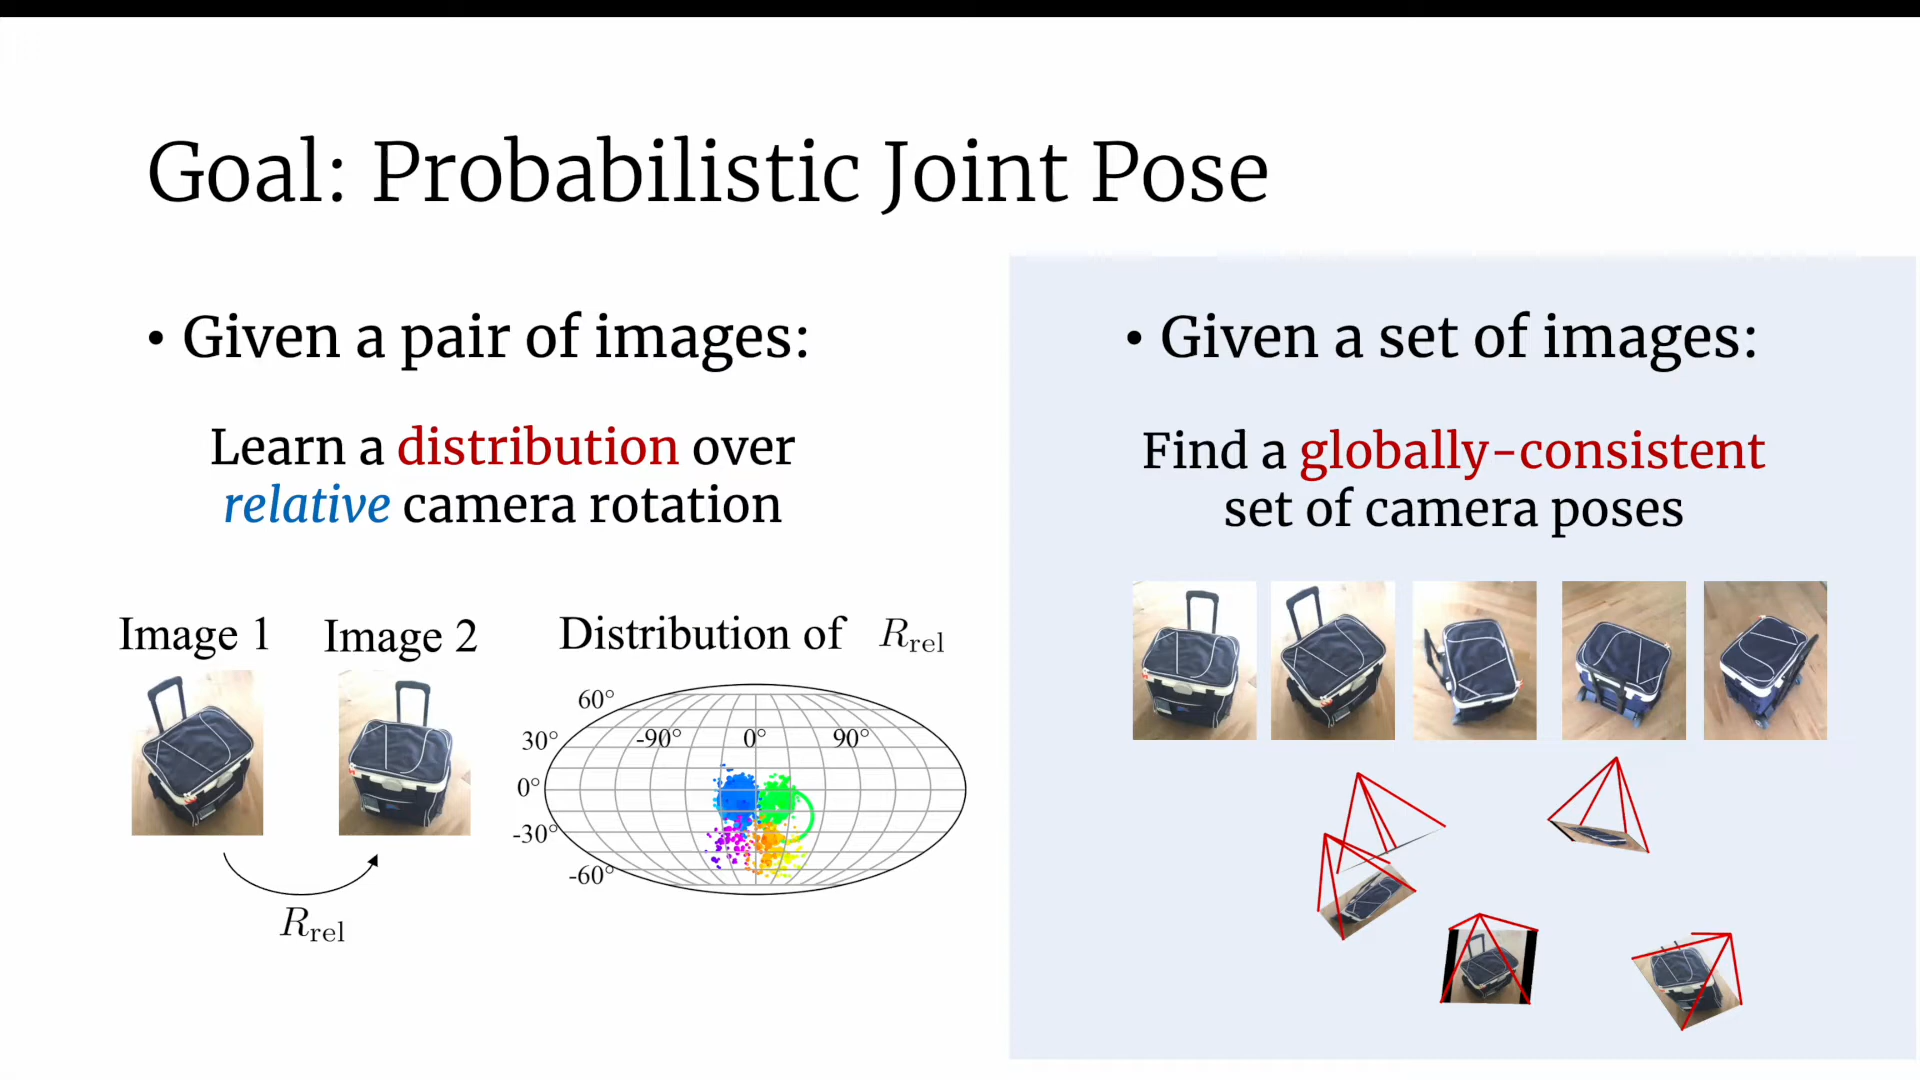 Goal: Probabilistic Joint Pose
• Given a pair of images:
Learn a distribution over
relative camera rotation
Image 1
Image 2
Distribution of R_rel
60°
30°
0°
-30°
-60°
-90°
0°
90°
R_rel
• Given a set of images:
Find a globally-consistent
set of camera poses